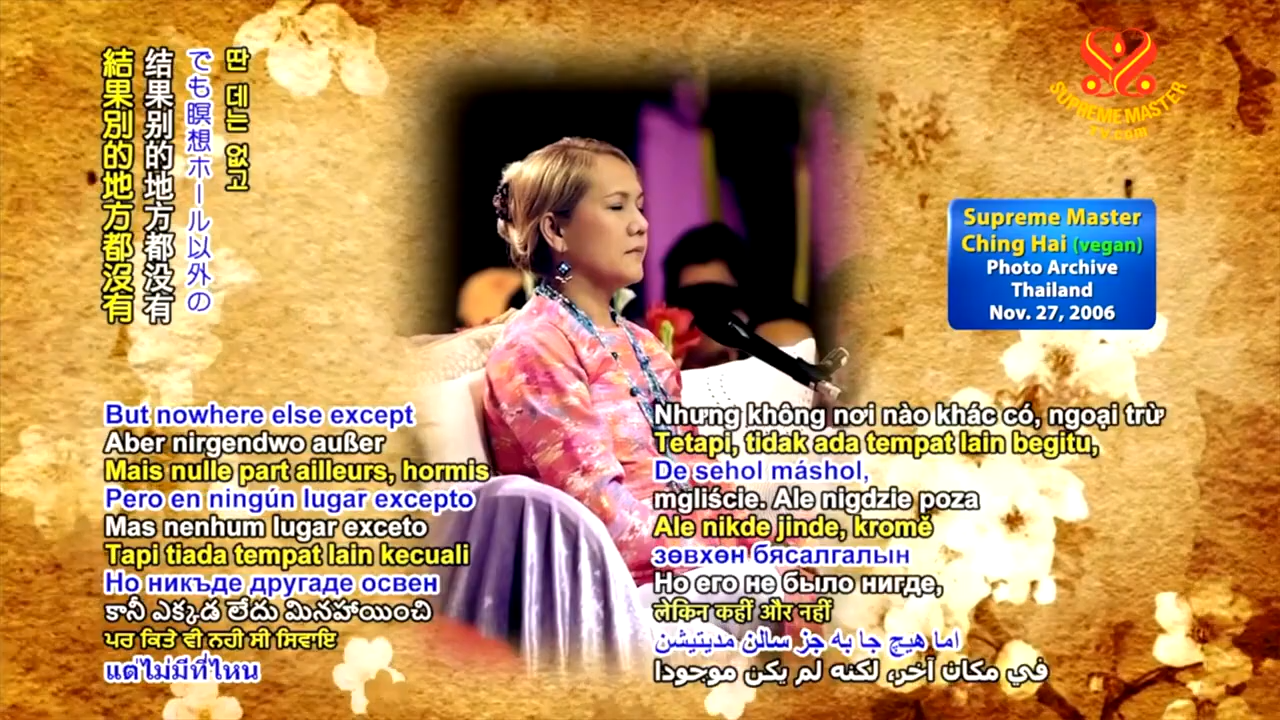 結果別的地方都沒有
结果别的地方都没有
でも瞑想ホール以外の
딴 데는 없고
SUPREME MASTER
TV.com
Supreme Master
Ching Hai (vegan)
Photo Archive
Thailand
Nov. 27, 2006
But nowhere else except
Aber nirgendwo außer
Mais nulle part ailleurs, hormis
Pero en ningún lugar excepto
Mas nenhum lugar exceto
Tapi tiada tempat lain kecuali
Но никъде другаде освен
కానీ ఎక్కడ లేదు మినహాయించి
ਪਰ ਕਿਤੇ ਵੀ ਨਹੀ ਸੀ ਸਿਵਾਇ
แต่ไม่มีที่ไหน
Nhưng không nơi nào khác có, ngoại trừ
Tetapi, tidak ada tempat lain begitu,
De sehol máshol,
mgliście. Ale nigdzie poza
Ale nikde jinde, kromě
зөвхөн бясалгалын
Но его не было нигде,
लेकिन कहीं और नहीं
اما هیچ جا به جز سالن مدیتیشن
في مكان آخر، لكنه لم يكن موجودا